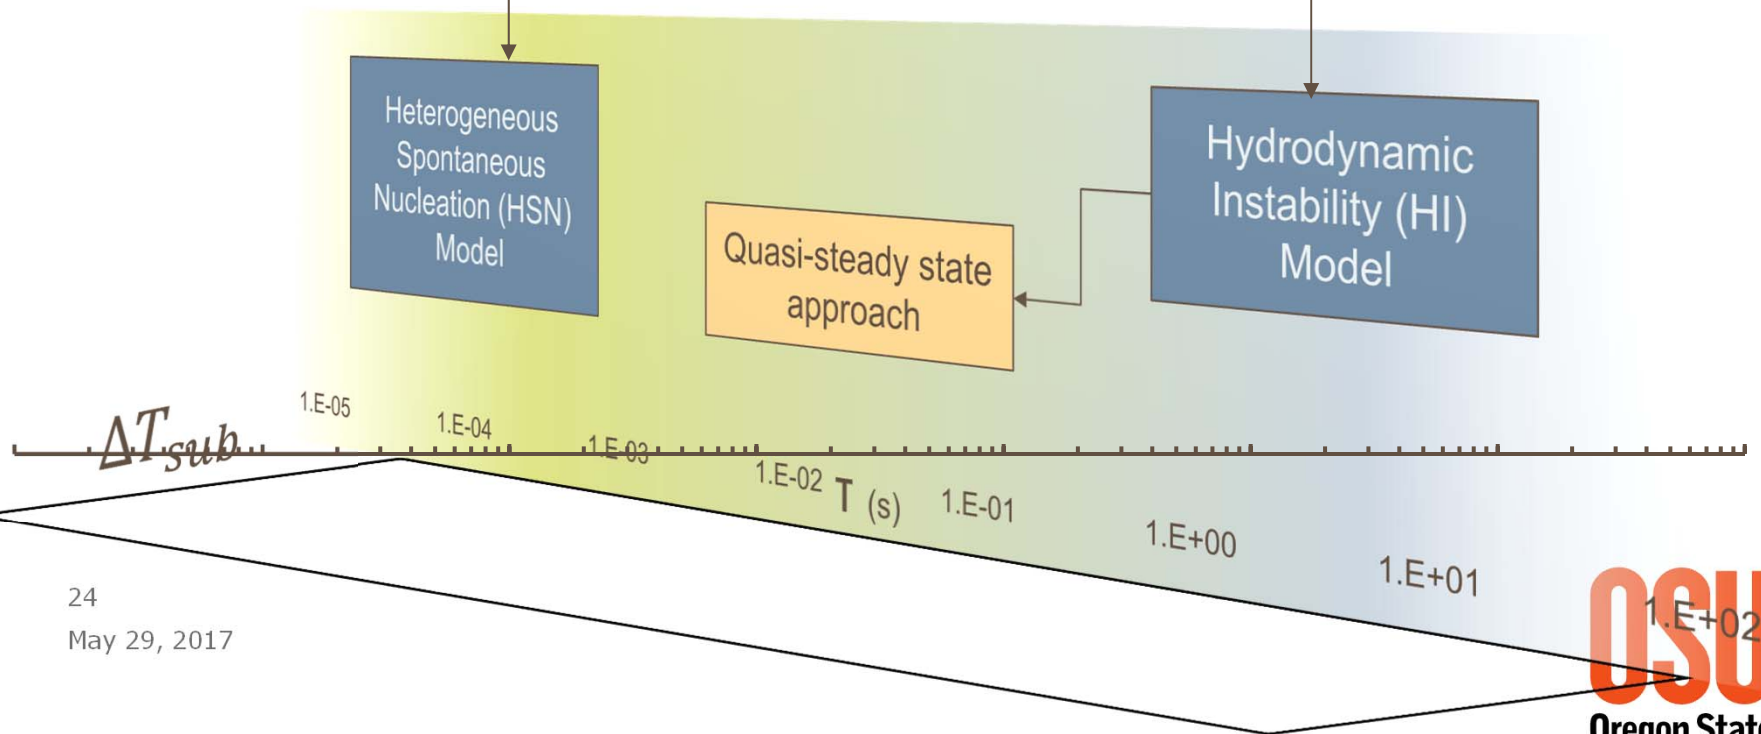 Heterogeneous
Spontaneous
Nucleation (HSN)
Model
Hydrodynamic
Instability (HI)
Model
Quasi-steady state
approach
ΔT_sub
1.E-05
1.E-04
1.E-03
1.E-02
T (s)
1.E-01
1.E+00
1.E+01
1.E+02
24
May 29, 2017
OSU
Oregon State